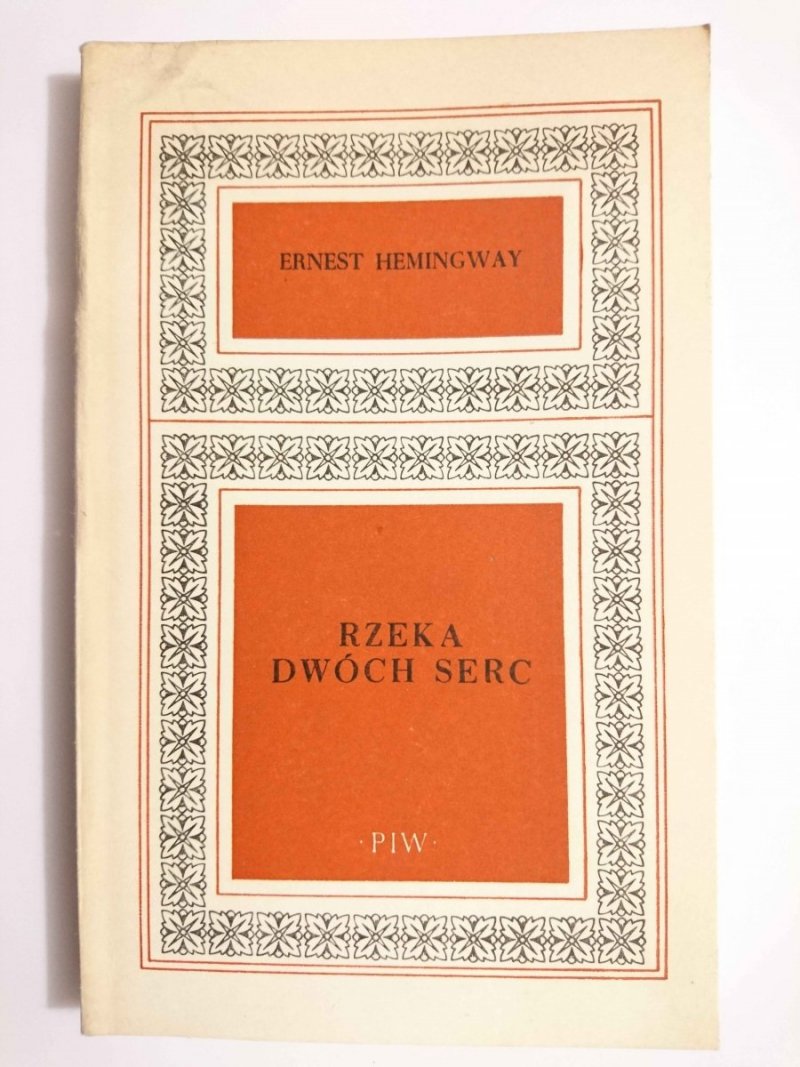 ERNEST HEMINGWAY
RZEKA
DWÓCH SERC
·PIW·